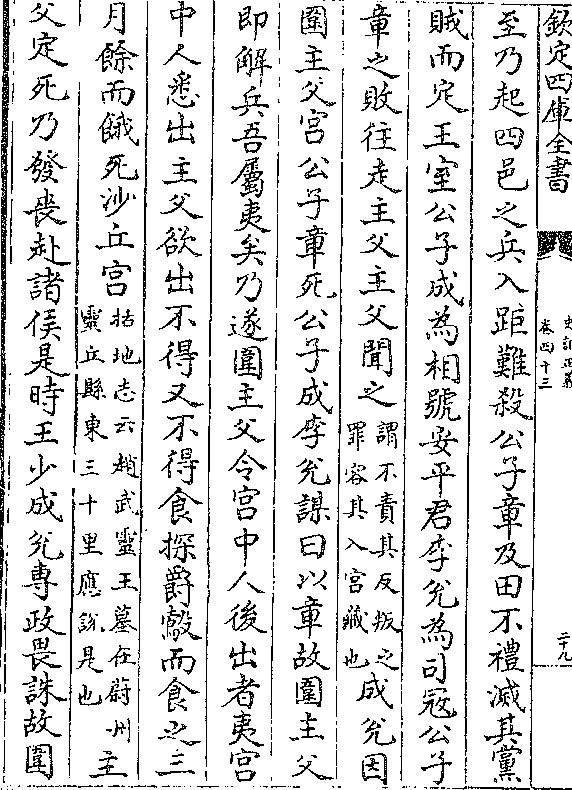 欽定四庫全書
史記正義
卷四十三
二十九
至乃起四邑之兵入距難殺公子章及田不禮滅其黨
賊而定王室公子成為相號安平君李兊為司寇公子
章之敗往走主父主父聞之謂不責其反叛之罪容其入宮藏也成兊因
圍主父宮公子章死公子成李兊謀曰以章故圍主父
即解兵吾屬夷矣乃遂圍主父令宮中人後出者夷宮
中人悉出主父欲出不得又不得食探爵鷇而食之三
月餘而餓死沙丘宮括地志云趙武靈王墓在蔚州靈丘縣東三十里應說是也主
父定死乃發喪赴諸侯是時王少成兊專政畏誅故圍